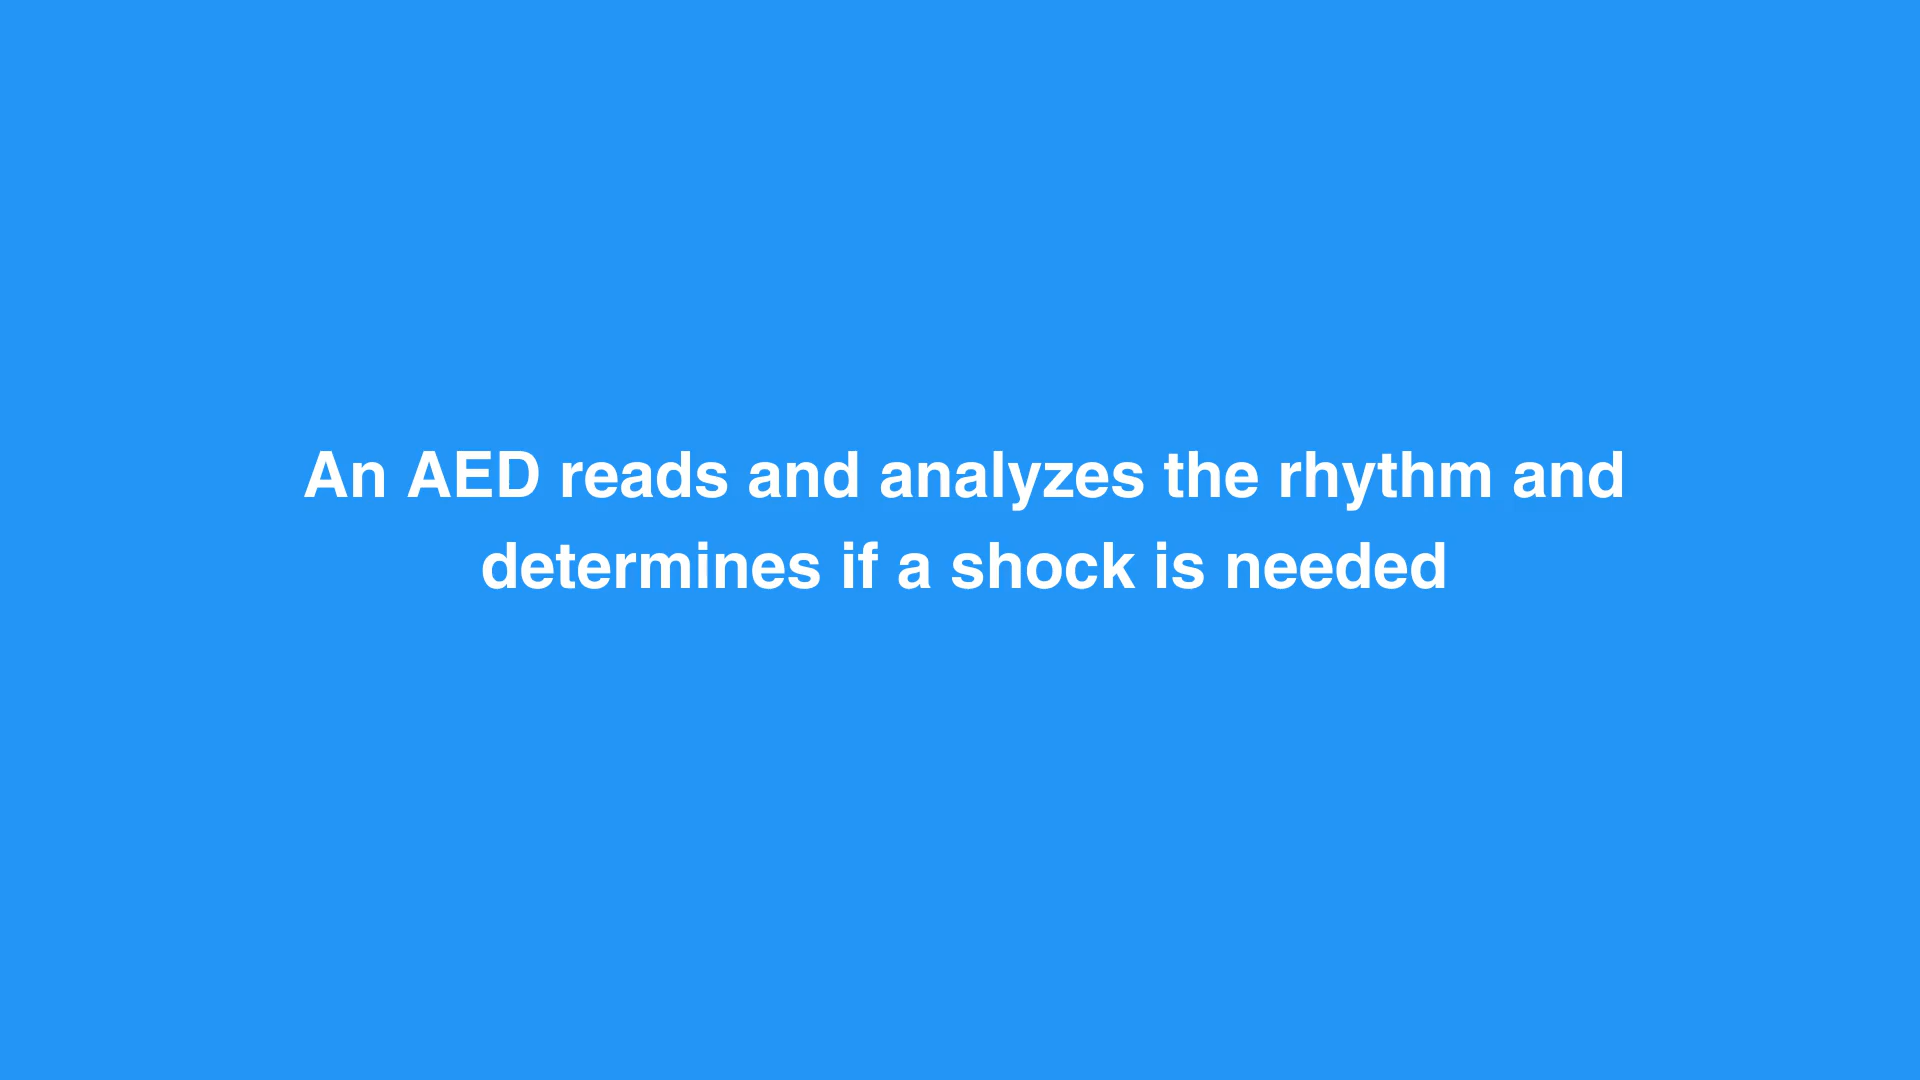 An AED reads and analyzes the rhythm and
determines if a shock is needed